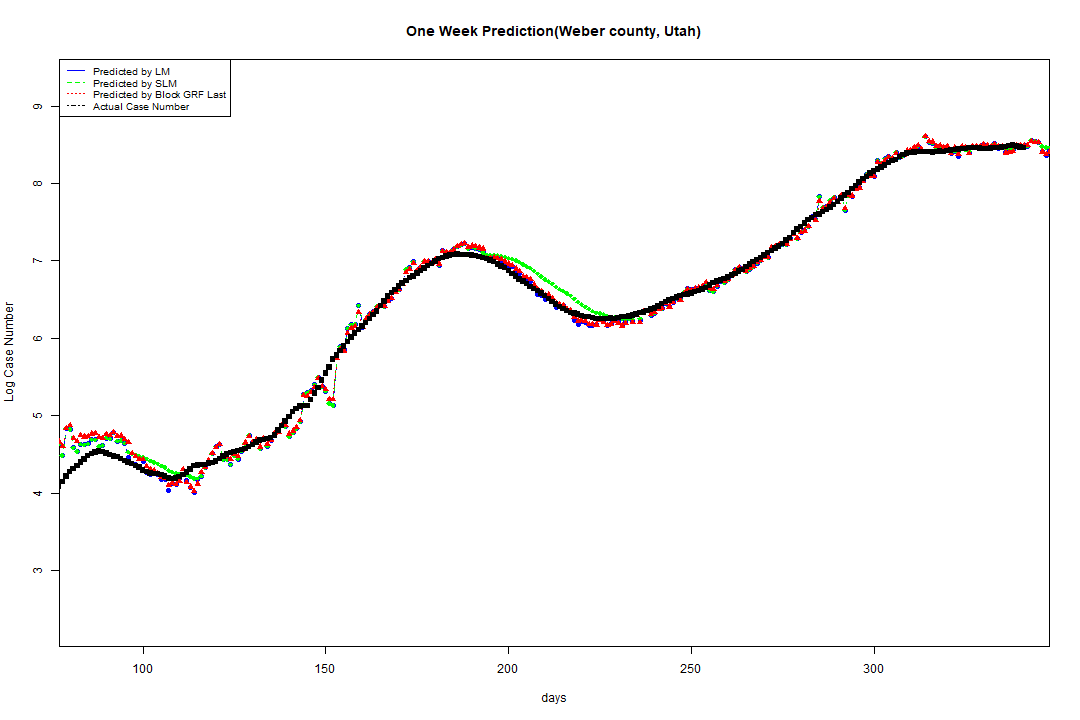 One Week Prediction(Weber county, Utah)
Predicted by LM
Predicted by SLM
Predicted by Block GRF Last
Actual Case Number
9
8
7
6
5
4
3
Log Case Number
100 150 200 250 300
days